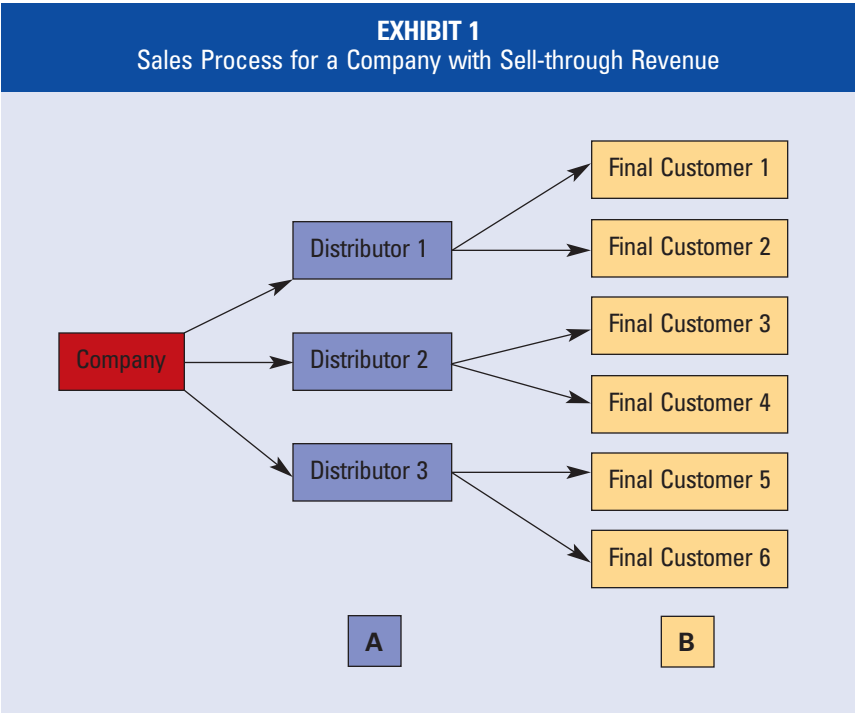 EXHIBIT 1
Sales Process for a Company with Sell-through Revenue
Company
Distributor 1
Distributor 2
Distributor 3
Final Customer 1
Final Customer 2
Final Customer 3
Final Customer 4
Final Customer 5
Final Customer 6
A
B